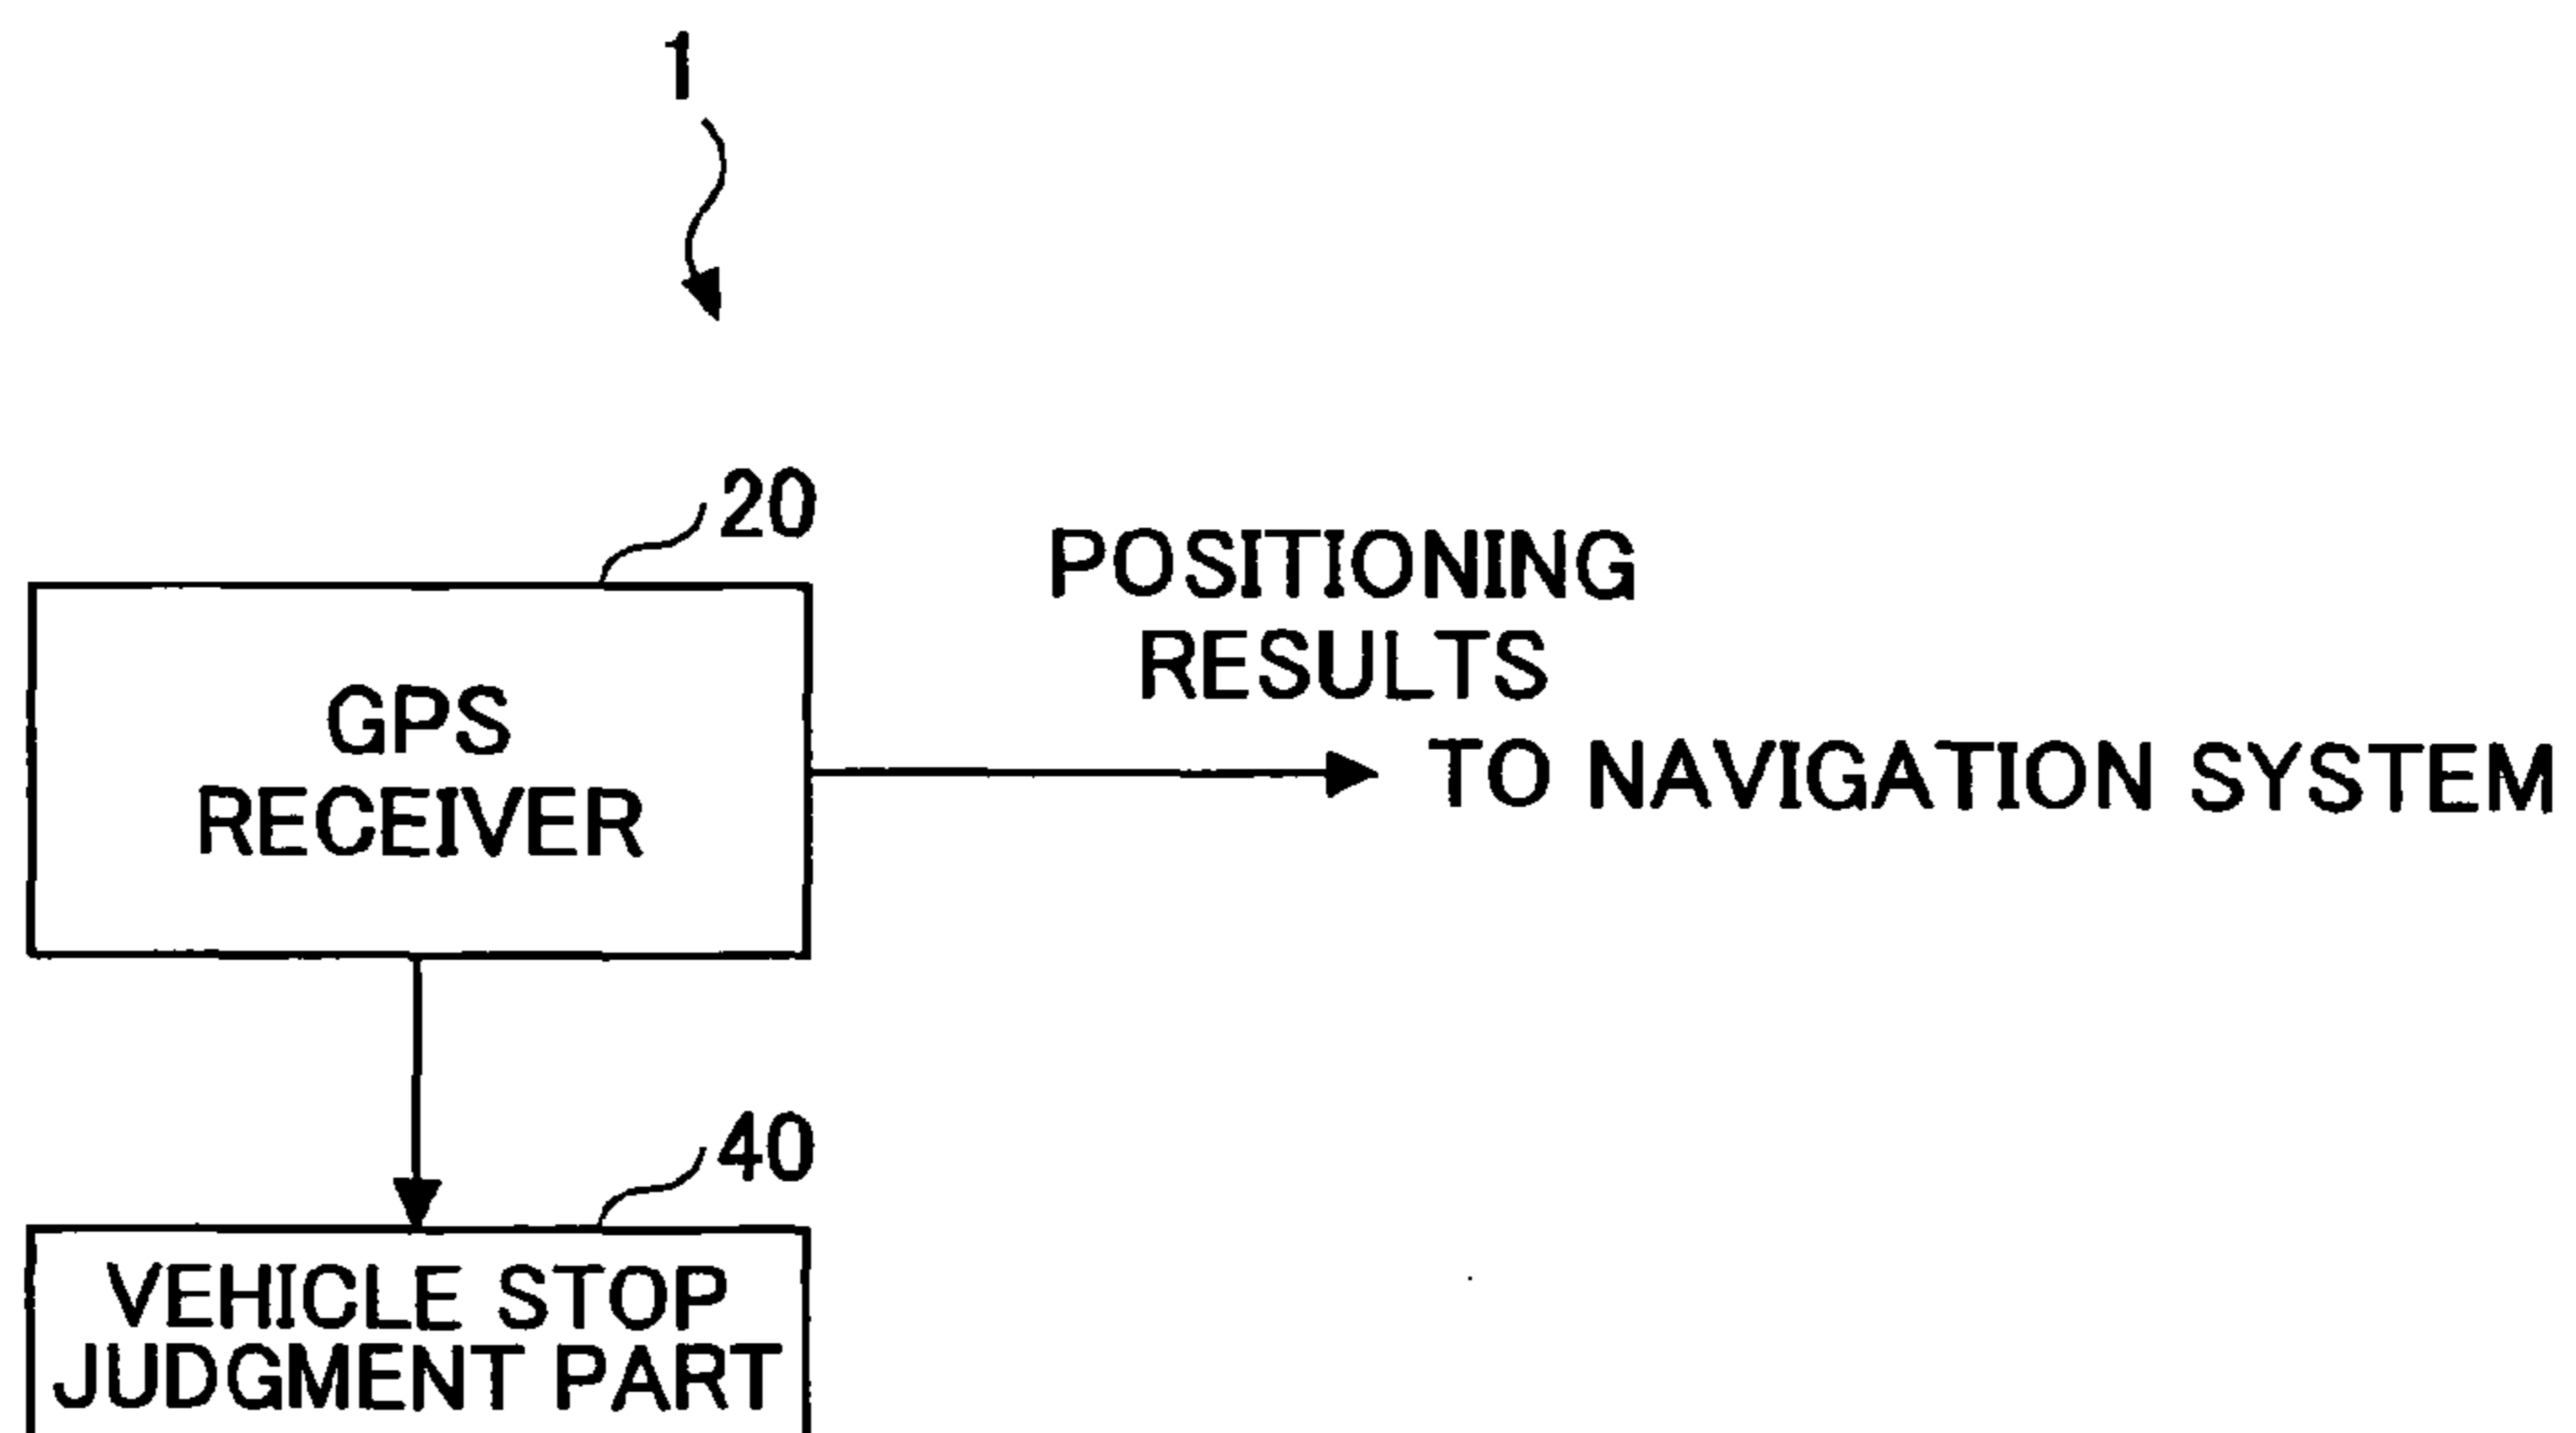 1
20
GPS
RECEIVER
POSITIONING
RESULTS
TO NAVIGATION SYSTEM
40
VEHICLE STOP
JUDGMENT PART